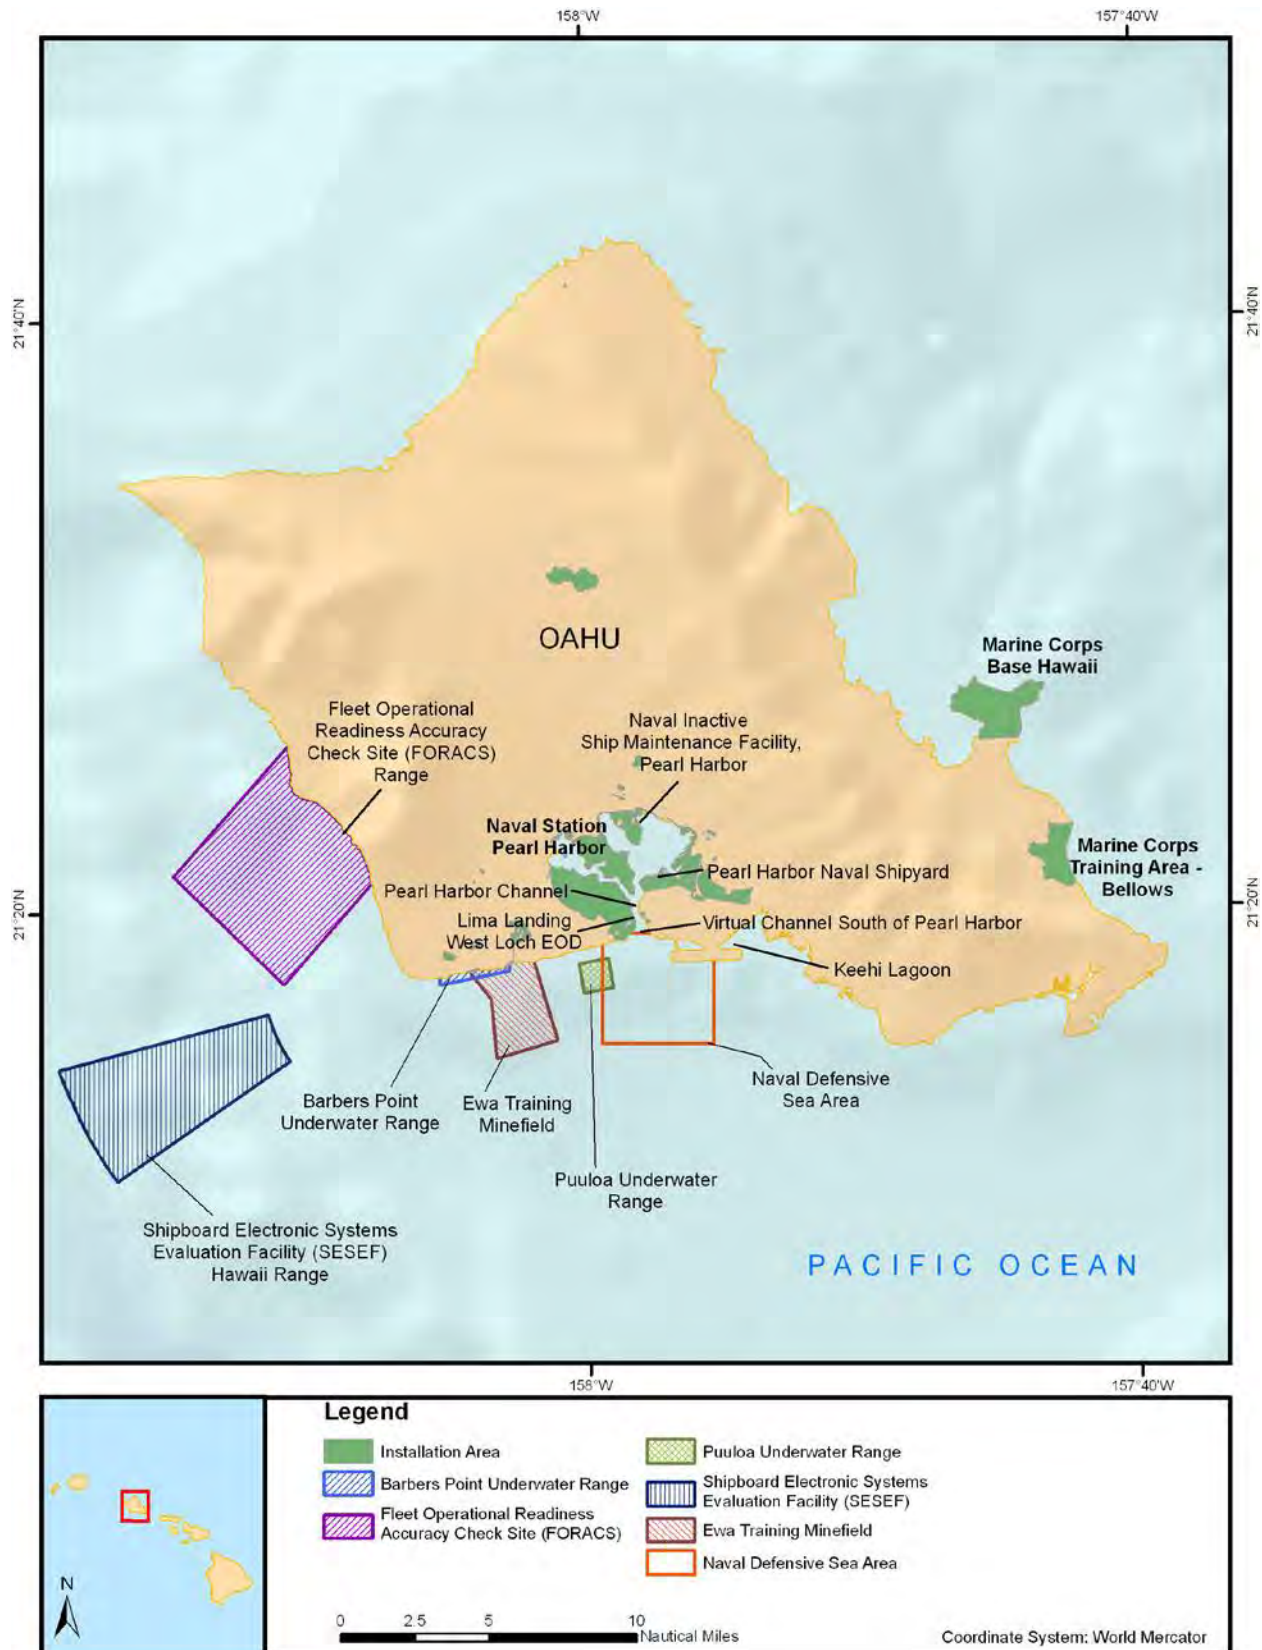 158°W
157°40'W
21°40'N
21°40'N
OAHU
Marine Corps
Base Hawaii
Fleet Operational
Readiness Accuracy
Check Site (FORACS)
Range
Naval Inactive
Ship Maintenance Facility,
Pearl Harbor
Naval Station
Pearl Harbor
Marine Corps
Training Area -
Bellows
Pearl Harbor Naval Shipyard
Pearl Harbor Channel
21°20'N
21°20'N
Lima Landing
West Loch EOD
Virtual Channel South of Pearl Harbor
Keehi Lagoon
Naval Defensive
Sea Area
Barbers Point
Underwater Range
Ewa Training
Minefield
Puuloa Underwater
Range
Shipboard Electronic Systems
Evaluation Facility (SESEF)
Hawaii Range
PACIFIC OCEAN
158°W
157°40'W
Legend
Installation Area
Barbers Point Underwater Range
Fleet Operational Readiness
Accuracy Check Site (FORACS)
Puuloa Underwater Range
Shipboard Electronic Systems
Evaluation Facility (SESEF)
Ewa Training Minefield
Naval Defensive Sea Area
N
0 2.5 5 10
Nautical Miles
Coordinate System: World Mercator